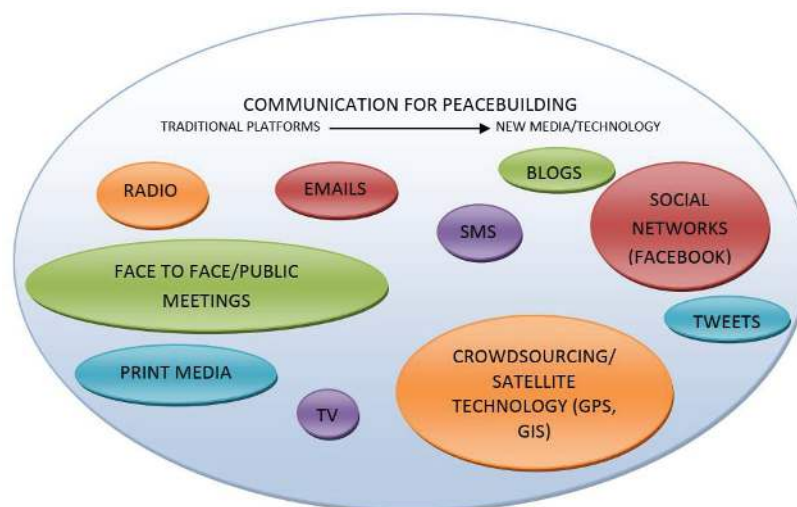 COMMUNICATION FOR PEACEBUILDING
TRADITIONAL PLATFORMS
NEW MEDIA/TECHNOLOGY
BLOGS
RADIO
EMAILS
SOCIAL
NETWORKS
(FACEBOOK)
SMS
FACE TO FACE/PUBLIC
MEETINGS
TWEETS
PRINT MEDIA
CROWDSOURCING/
SATELLITE
TECHNOLOGY (GPS,
GIS)
TV